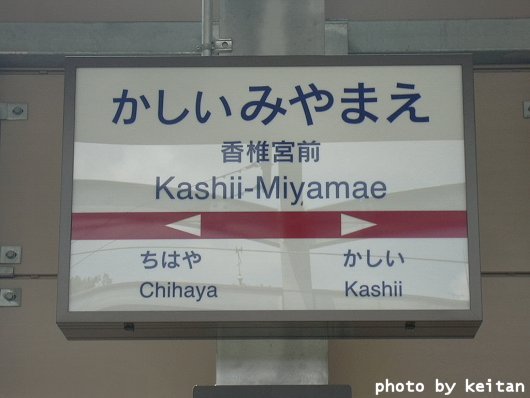 かしいみやまえ
香椎宮前
Kashii-Miyamae
ちはや かしい
Chihaya Kashii
photo by keitan